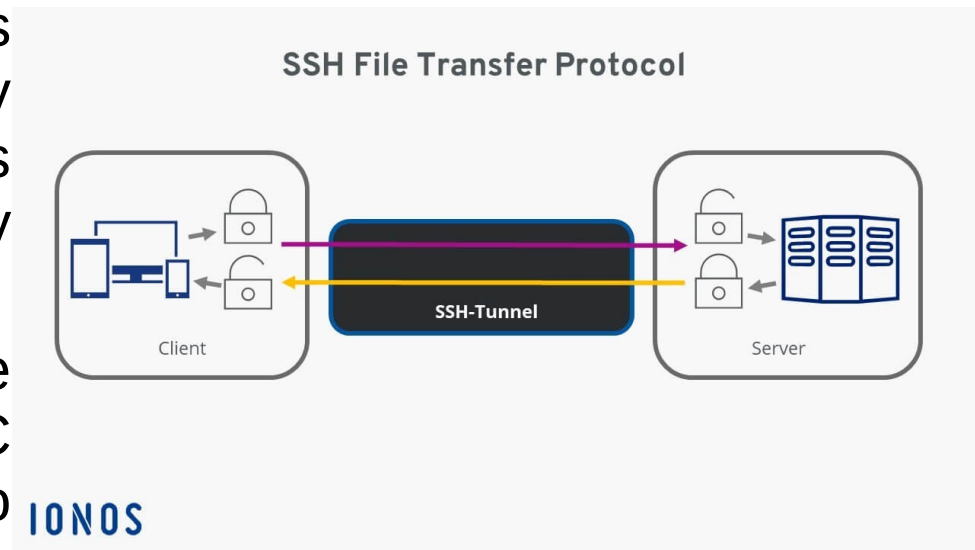 SSH File Transfer Protocol
SSH-Tunnel
Client
Server
IONOS